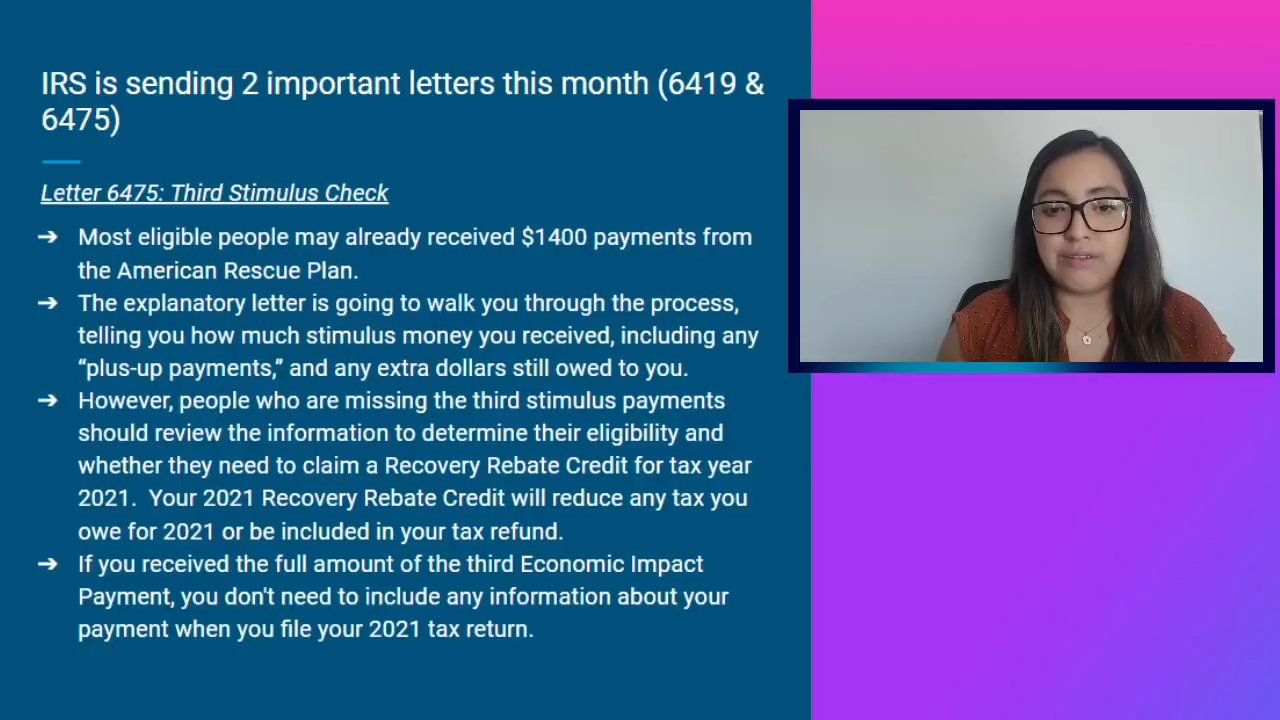 IRS is sending 2 important letters this month (6419 &
6475)
Letter 6475: Third Stimulus Check
➔ Most eligible people may already received $1400 payments from
the American Rescue Plan.
➔ The explanatory letter is going to walk you through the process,
telling you how much stimulus money you received, including any
“plus-up payments,” and any extra dollars still owed to you.
➔ However, people who are missing the third stimulus payments
should review the information to determine their eligibility and
whether they need to claim a Recovery Rebate Credit for tax year
2021.  Your 2021 Recovery Rebate Credit will reduce any tax you
owe for 2021 or be included in your tax refund.
➔ If you received the full amount of the third Economic Impact
Payment, you don't need to include any information about your
payment when you file your 2021 tax return.